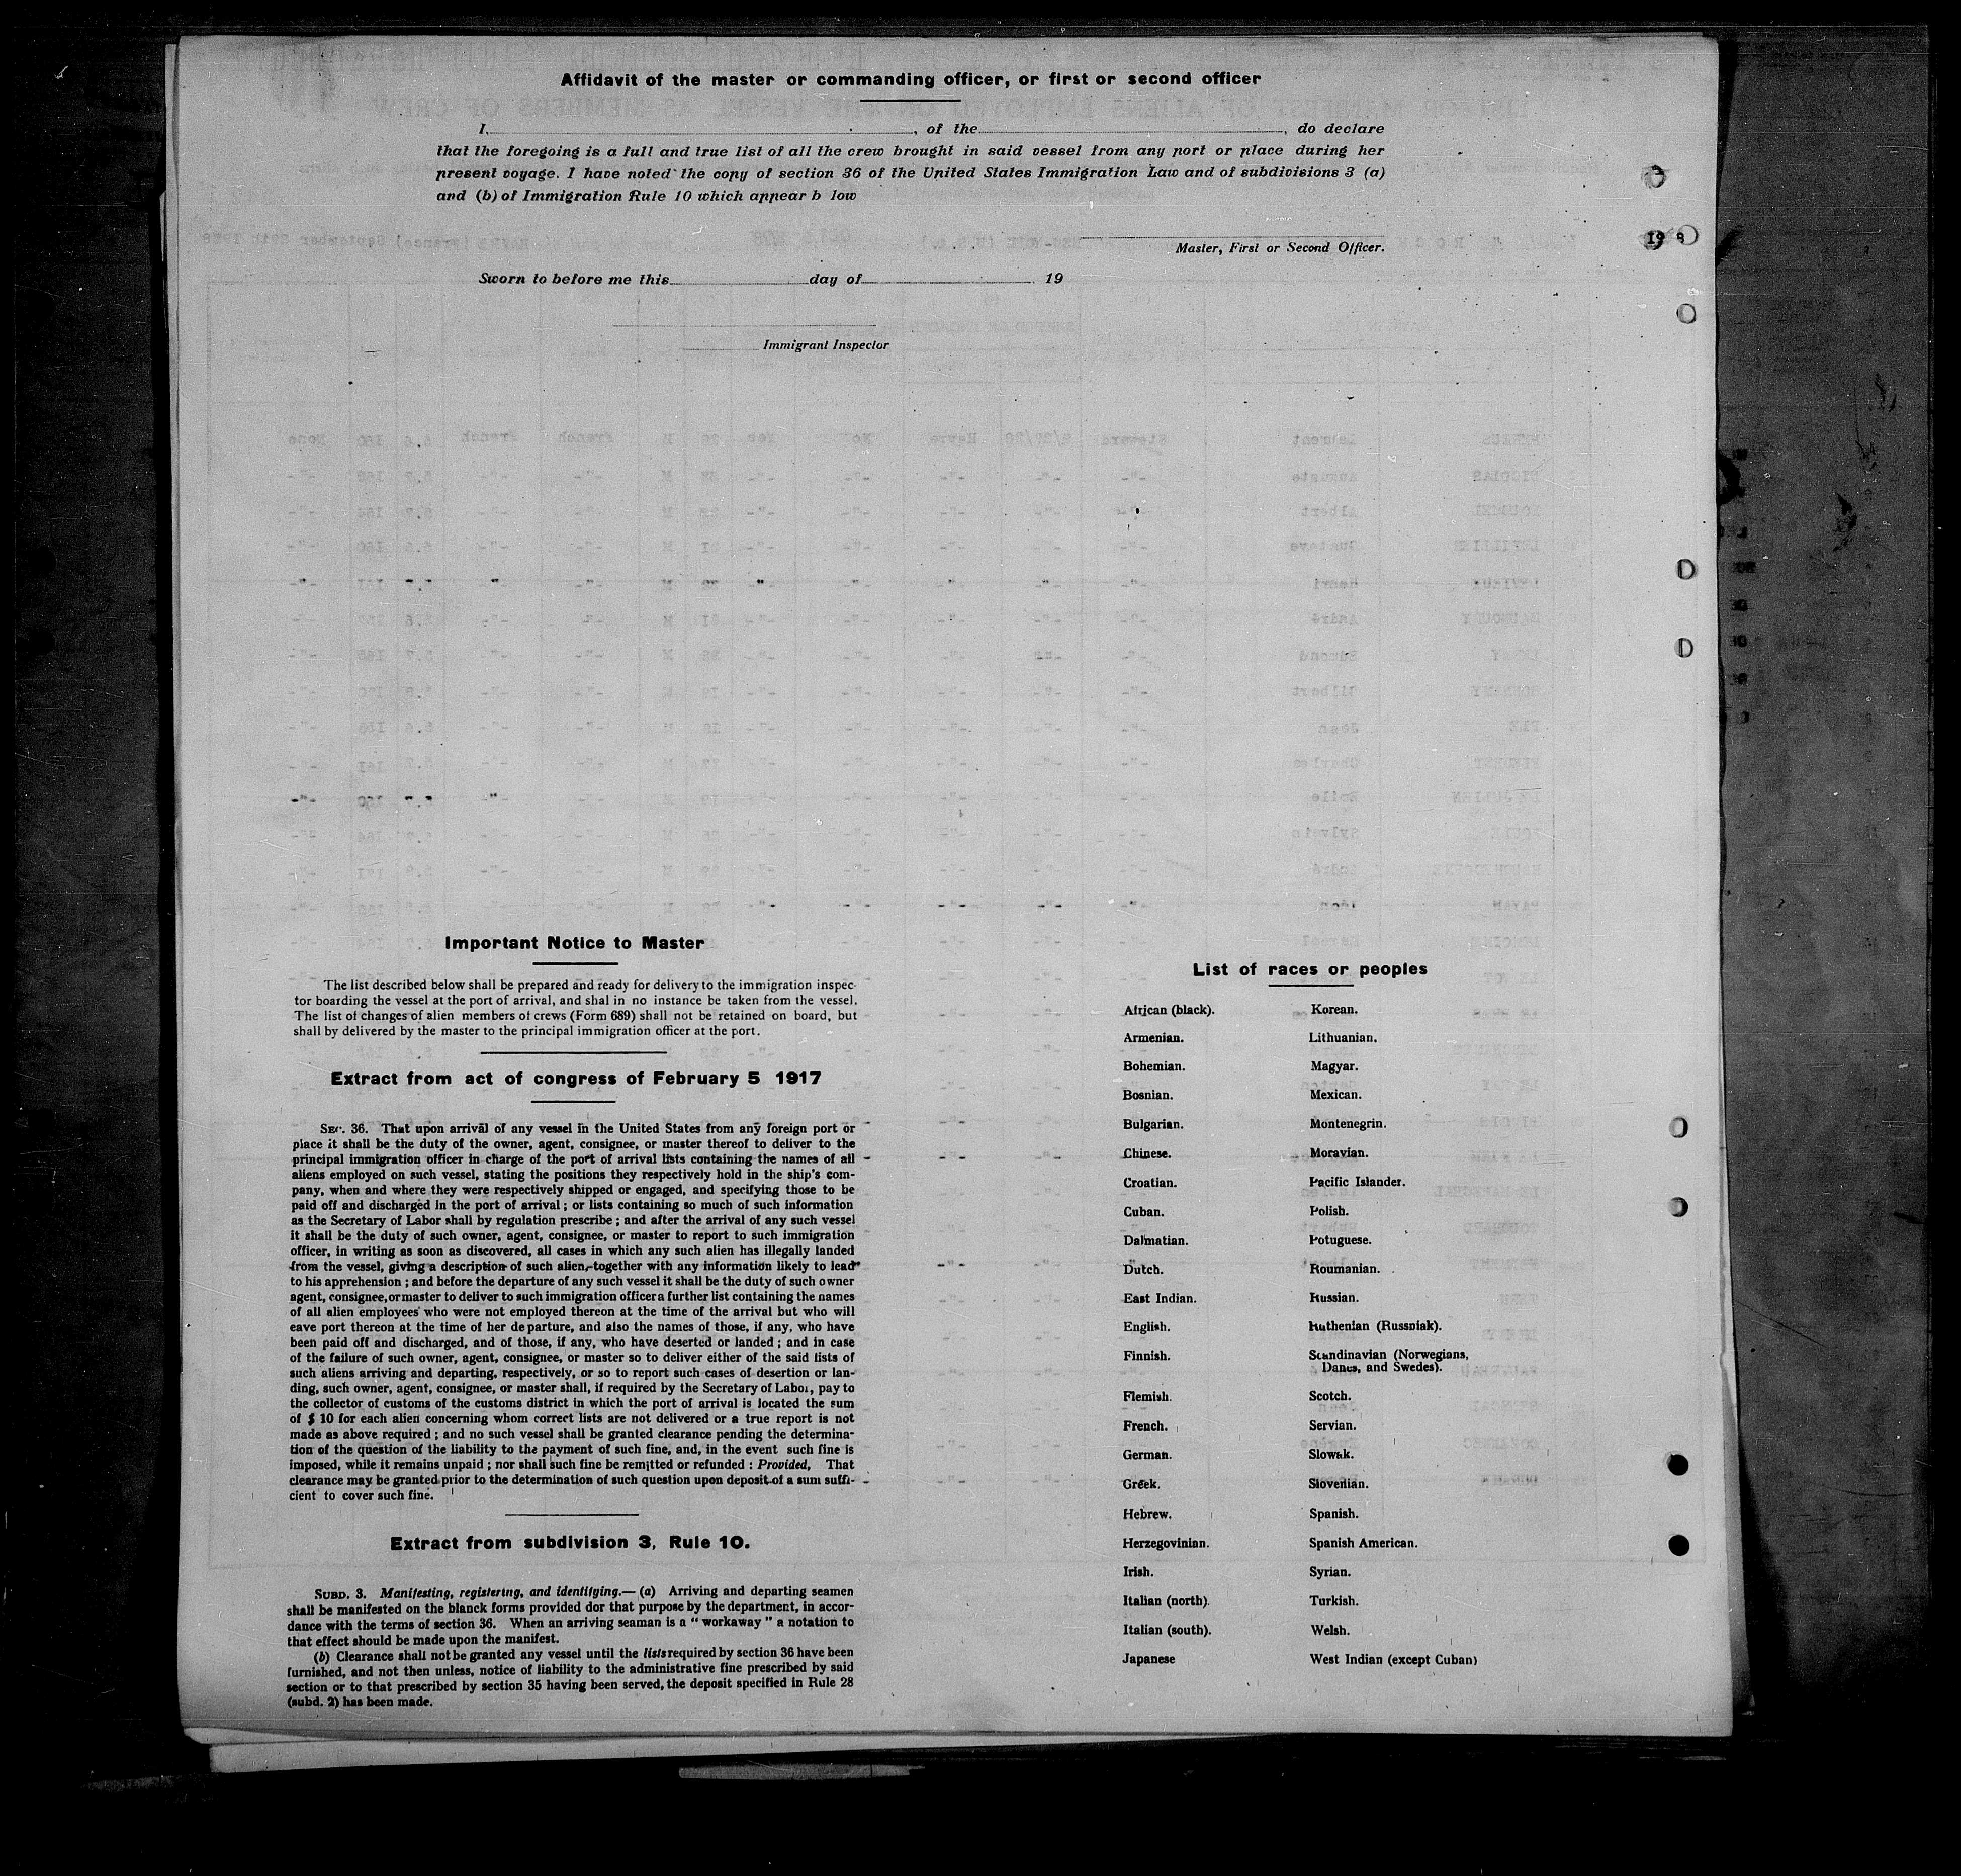 Affidavit of the master or commanding officer, or first or second officer
I, , of the , do declare
that the foregoing is a full and true list of all the crew brought in said vessel from any port or place during her
present voyage. I have noted the copy of section 36 of the United States Immigration Law and of subdivisions 3 (a)
and (b) of Immigration Rule 10 which appear b low
Master, First or Second Officer.
Sworn to before me this day of 19
Immigrant Inspector
Important Notice to Master
The list described below shall be prepared and ready for delivery to the immigration inspec-
tor boarding the vessel at the port of arrival, and shal in no instance be taken from the vessel.
The list of changes of alien members of crews (Form 689) shall not be retained on board, but
shall by delivered by the master to the principal immigration officer at the port.
Extract from act of congress of February 5 1917
SEC. 36. That upon arrival of any vessel in the United States from any foreign port or
place it shall be the duty of the owner, agent, consignee, or master thereof to deliver to the
principal immigration officer in charge of the port of arrival lists containing the names of all
aliens employed on such vessel, stating the positions they respectively hold in the ship's com-
pany, when and where they were respectively shipped or engaged, and specifying those to be
paid off and discharged in the port of arrival ; or lists containing so much of such information
as the Secretary of Labor shall by regulation prescribe ; and after the arrival of any such vessel
it shall be the duty of such owner, agent, consignee, or master to report to such immigration
officer, in writing as soon as discovered, all cases in which any such alien has illegally landed
from the vessel, giving a description of such alien, together with any information likely to lead
to his apprehension ; and before the departure of any such vessel it shall be the duty of such owner
agent, consignee, or master to deliver to such immigration officer a further list containing the names
of all alien employees who were not employed thereon at the time of the arrival but who will
eave port thereon at the time of her departure, and also the names of those, if any, who have
been paid off and discharged, and of those, if any, who have deserted or landed ; and in case
of the failure of such owner, agent, consignee, or master so to deliver either of the said lists of
such aliens arriving and departing, respectively, or so to report such cases of desertion or lan-
ding, such owner, agent, consignee, or master shall, if required by the Secretary of Labor, pay to
the collector of customs of the customs district in which the port of arrival is located the sum
of $ 10 for each alien concerning whom correct lists are not delivered or a true report is not
made as above required ; and no such vessel shall be granted clearance pending the determina-
tion of the question of the liability to the payment of such fine, and, in the event such fine is
imposed, while it remains unpaid ; nor shall such fine be remitted or refunded : Provided, That
clearance may be granted prior to the determination of such question upon deposit of a sum suffi-
cient to cover such fine.
Extract from subdivision 3, Rule 10.
SUBD. 3. Manifesting, registering, and identifying.— (a) Arriving and departing seamen
shall be manifested on the blanck forms provided dor that purpose by the department, in accor-
dance with the terms of section 36. When an arriving seaman is a " workaway " a notation to
that effect should be made upon the manifest.
(b) Clearance shall not be granted any vessel until the lists required by section 36 have been
furnished, and not then unless, notice of liability to the administrative fine prescribed by said
section or to that prescribed by section 35 having been served, the deposit specified in Rule 28
(subd. 2) has been made.
List of races or peoples
African (black).
Armenian.
Bohemian.
Bosnian.
Bulgarian.
Chinese.
Croatian.
Cuban.
Dalmatian.
Dutch.
East Indian.
English.
Finnish.
Flemish.
French.
German.
Greek.
Hebrew.
Herzegovinian.
Irish.
Italian (north).
Italian (south).
Japanese
Korean.
Lithuanian.
Magyar.
Mexican.
Montenegrin.
Moravian.
Pacific Islander.
Polish.
Potuguese.
Roumanian.
Russian.
Ruthenian (Russniak).
Scandinavian (Norwegians,
Danes, and Swedes).
Scotch.
Servian.
Slowak.
Slovenian.
Spanish.
Spanish American.
Syrian.
Turkish.
Welsh.
West Indian (except Cuban)